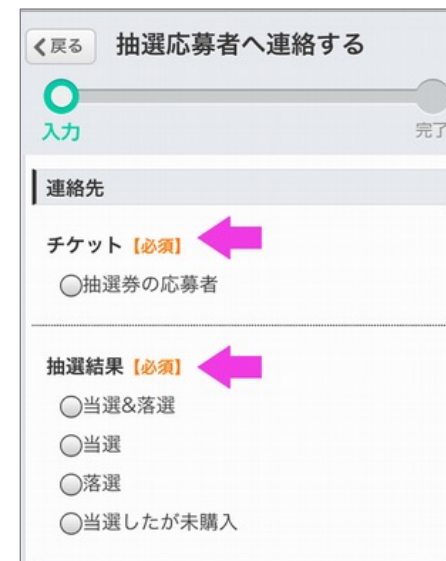 戻る 抽選応募者へ連絡する
入力 完了
連絡先
チケット【必須】
抽選券の応募者
抽選結果【必須】
当選&落選
当選
落選
当選したが未購入